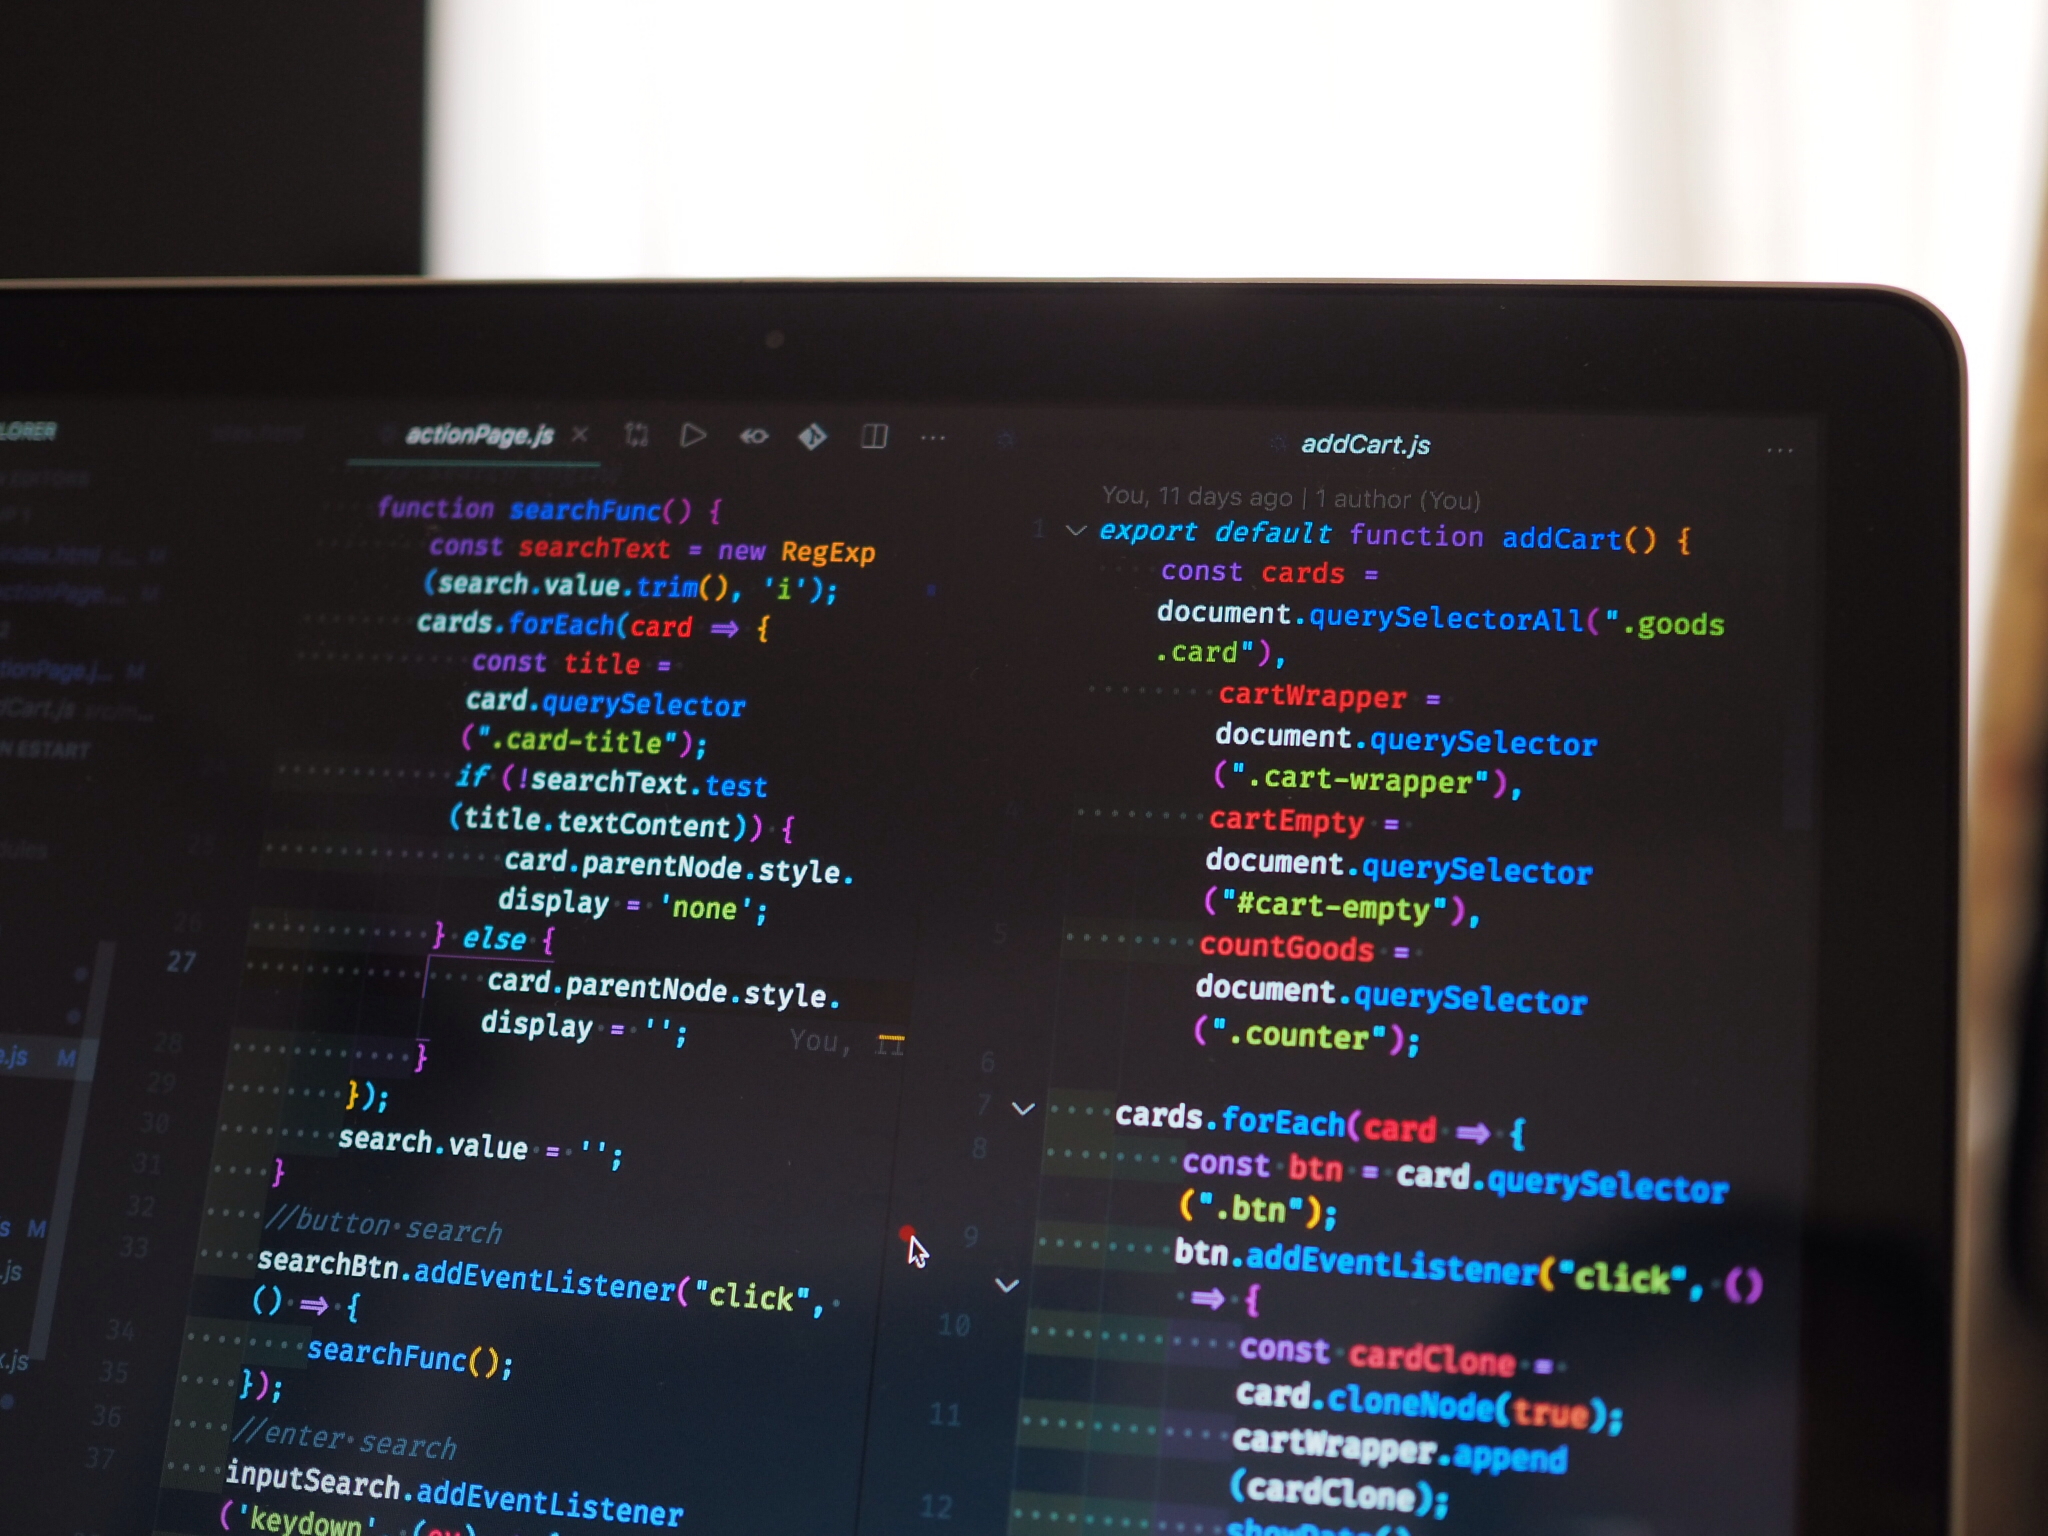 LORER
actionPage.js
function searchFunc() {
const searchText = new RegExp
(search.value.trim(), 'i');
cards.forEach(card => {
const title =
card.querySelector
(".card-title");
if (!searchText.test
(title.textContent)) {
card.parentNode.style.
display = 'none';
} else {
27
card.parentNode.style.
display = '';
You, 11
28
}
29
});
30
search.value = '';
31
}
32
//button search
33
searchBtn.addEventListener("click",
() => {
34
searchFunc();
35
});
36
//enter search
37
inputSearch.addEventListener
('keydown'
addCart.js
You, 11 days ago | 1 author (You)
1
export default function addCart() {
const cards =
document.querySelectorAll(".goods
.card"),
cartWrapper =
document.querySelector
(".cart-wrapper"),
cartEmpty =
document.querySelector
("#cart-empty"),
5
countGoods =
document.querySelector
(".counter");
6
7
cards.forEach(card => {
8
const btn = card.querySelector
(".btn");
9
btn.addEventListener("click", ()
=> {
10
const cardClone =
card.cloneNode(true);
11
cartWrapper.append
(cardClone);
12